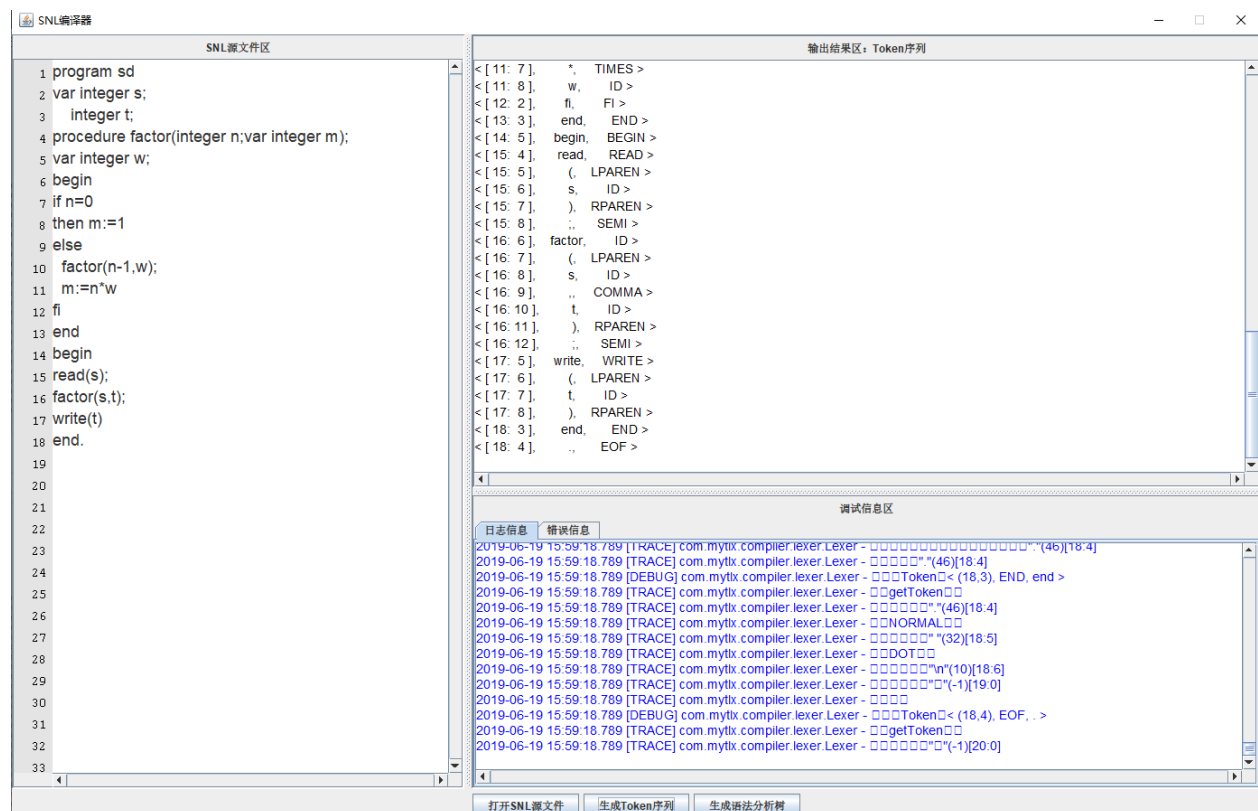 SNL编译器
SNL源文件区
1 program sd
2 var integer s;
3 integer t;
4 procedure factor(integer n;var integer m);
5 var integer w;
6 begin
7 if n=0
8 then m:=1
9 else
10 factor(n-1,w);
11 m:=n*w
12 fi
13 end
14 begin
15 read(s);
16 factor(s,t);
17 write(t)
18 end.
19
20
21
22
23
24
25
26
27
28
29
30
31
32
33
输出结果区：Token序列
< [ 11: 7 ], *, TIMES >
< [ 11: 8 ], w, ID >
< [ 12: 2 ], fi, FI >
< [ 13: 3 ], end, END >
< [ 14: 5 ], begin, BEGIN >
< [ 15: 4 ], read, READ >
< [ 15: 5 ], (, LPAREN >
< [ 15: 6 ], s, ID >
< [ 15: 7 ], ), RPAREN >
< [ 15: 8 ], ;, SEMI >
< [ 16: 6 ], factor, ID >
< [ 16: 7 ], (, LPAREN >
< [ 16: 8 ], s, ID >
< [ 16: 9 ], ,, COMMA >
< [ 16: 10 ], t, ID >
< [ 16: 11 ], ), RPAREN >
< [ 16: 12 ], ;, SEMI >
< [ 17: 5 ], write, WRITE >
< [ 17: 6 ], (, LPAREN >
< [ 17: 7 ], t, ID >
< [ 17: 8 ], ), RPAREN >
< [ 18: 3 ], end, END >
< [ 18: 4 ], ., EOF >
调试信息区
日志信息 错误信息
2019-06-19 15:59:18.789 [TRACE] com.mytlx.compiler.lexer.Lexer - □□□□□□□□□□□□□□□□"."(46)[18:4]
2019-06-19 15:59:18.789 [TRACE] com.mytlx.compiler.lexer.Lexer - □□□□□"."(46)[18:4]
2019-06-19 15:59:18.789 [DEBUG] com.mytlx.compiler.lexer.Lexer - □□□Token□< (18,3), END, end >
2019-06-19 15:59:18.789 [TRACE] com.mytlx.compiler.lexer.Lexer - □□getToken□□
2019-06-19 15:59:18.789 [TRACE] com.mytlx.compiler.lexer.Lexer - □□□□□□"."(46)[18:4]
2019-06-19 15:59:18.789 [TRACE] com.mytlx.compiler.lexer.Lexer - □□NORMAL□□
2019-06-19 15:59:18.789 [TRACE] com.mytlx.compiler.lexer.Lexer - □□□□□□" "(32)[18:5]
2019-06-19 15:59:18.789 [TRACE] com.mytlx.compiler.lexer.Lexer - □□DOT□□
2019-06-19 15:59:18.789 [TRACE] com.mytlx.compiler.lexer.Lexer - □□□□□□"\n"(10)[18:6]
2019-06-19 15:59:18.789 [TRACE] com.mytlx.compiler.lexer.Lexer - □□□□□□"□"(-1)[19:0]
2019-06-19 15:59:18.789 [TRACE] com.mytlx.compiler.lexer.Lexer - □□□□
2019-06-19 15:59:18.789 [DEBUG] com.mytlx.compiler.lexer.Lexer - □□□Token□< (18,4), EOF, . >
2019-06-19 15:59:18.789 [TRACE] com.mytlx.compiler.lexer.Lexer - □□getToken□□
2019-06-19 15:59:18.789 [TRACE] com.mytlx.compiler.lexer.Lexer - □□□□□□"□"(-1)[20:0]
打开SNL源文件 生成Token序列 生成语法分析树